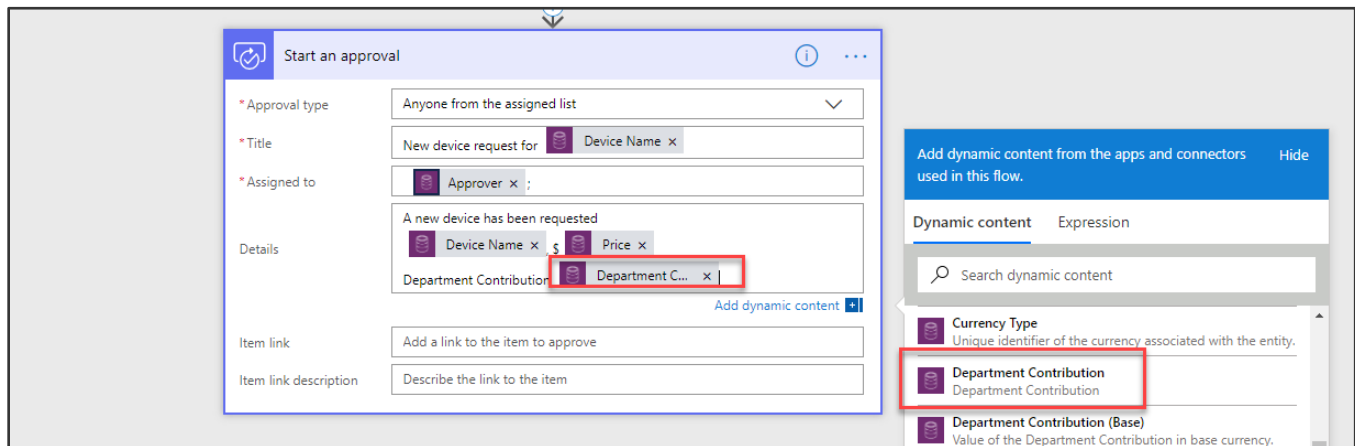 Start an approval
* Approval type
Anyone from the assigned list
* Title
New device request for Device Name ×
* Assigned to
Approver × ;
Details
A new device has been requested
Device Name × , $ Price ×
Department Contribution Department C... ×
Add dynamic content
Item link
Add a link to the item to approve
Item link description
Describe the link to the item
Add dynamic content from the apps and connectors
used in this flow.
Hide
Dynamic content
Expression
Search dynamic content
Currency Type
Unique identifier of the currency associated with the entity.
Department Contribution
Department Contribution
Department Contribution (Base)
Value of the Department Contribution in base currency.